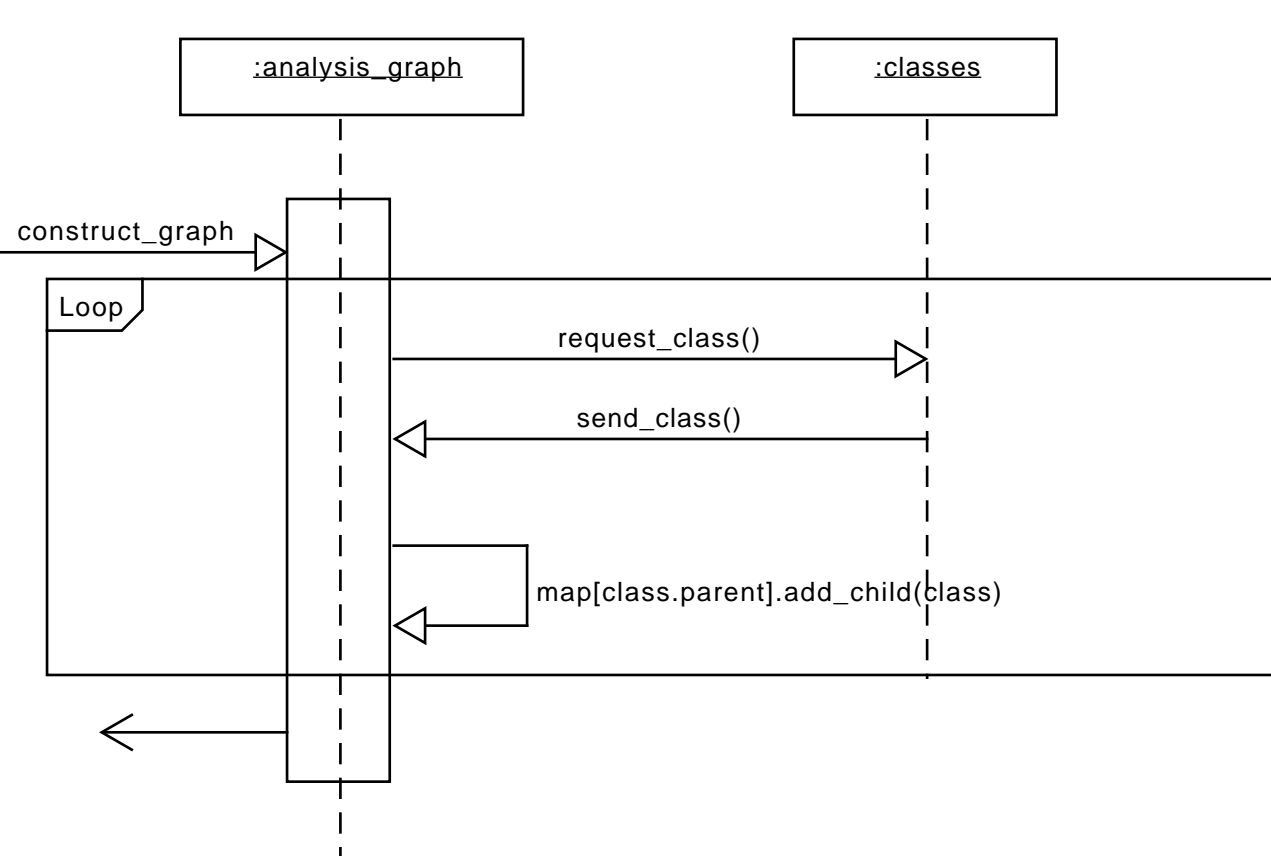 :analysis_graph
:classes
construct_graph
Loop
request_class()
send_class()
map[class.parent].add_child(class)